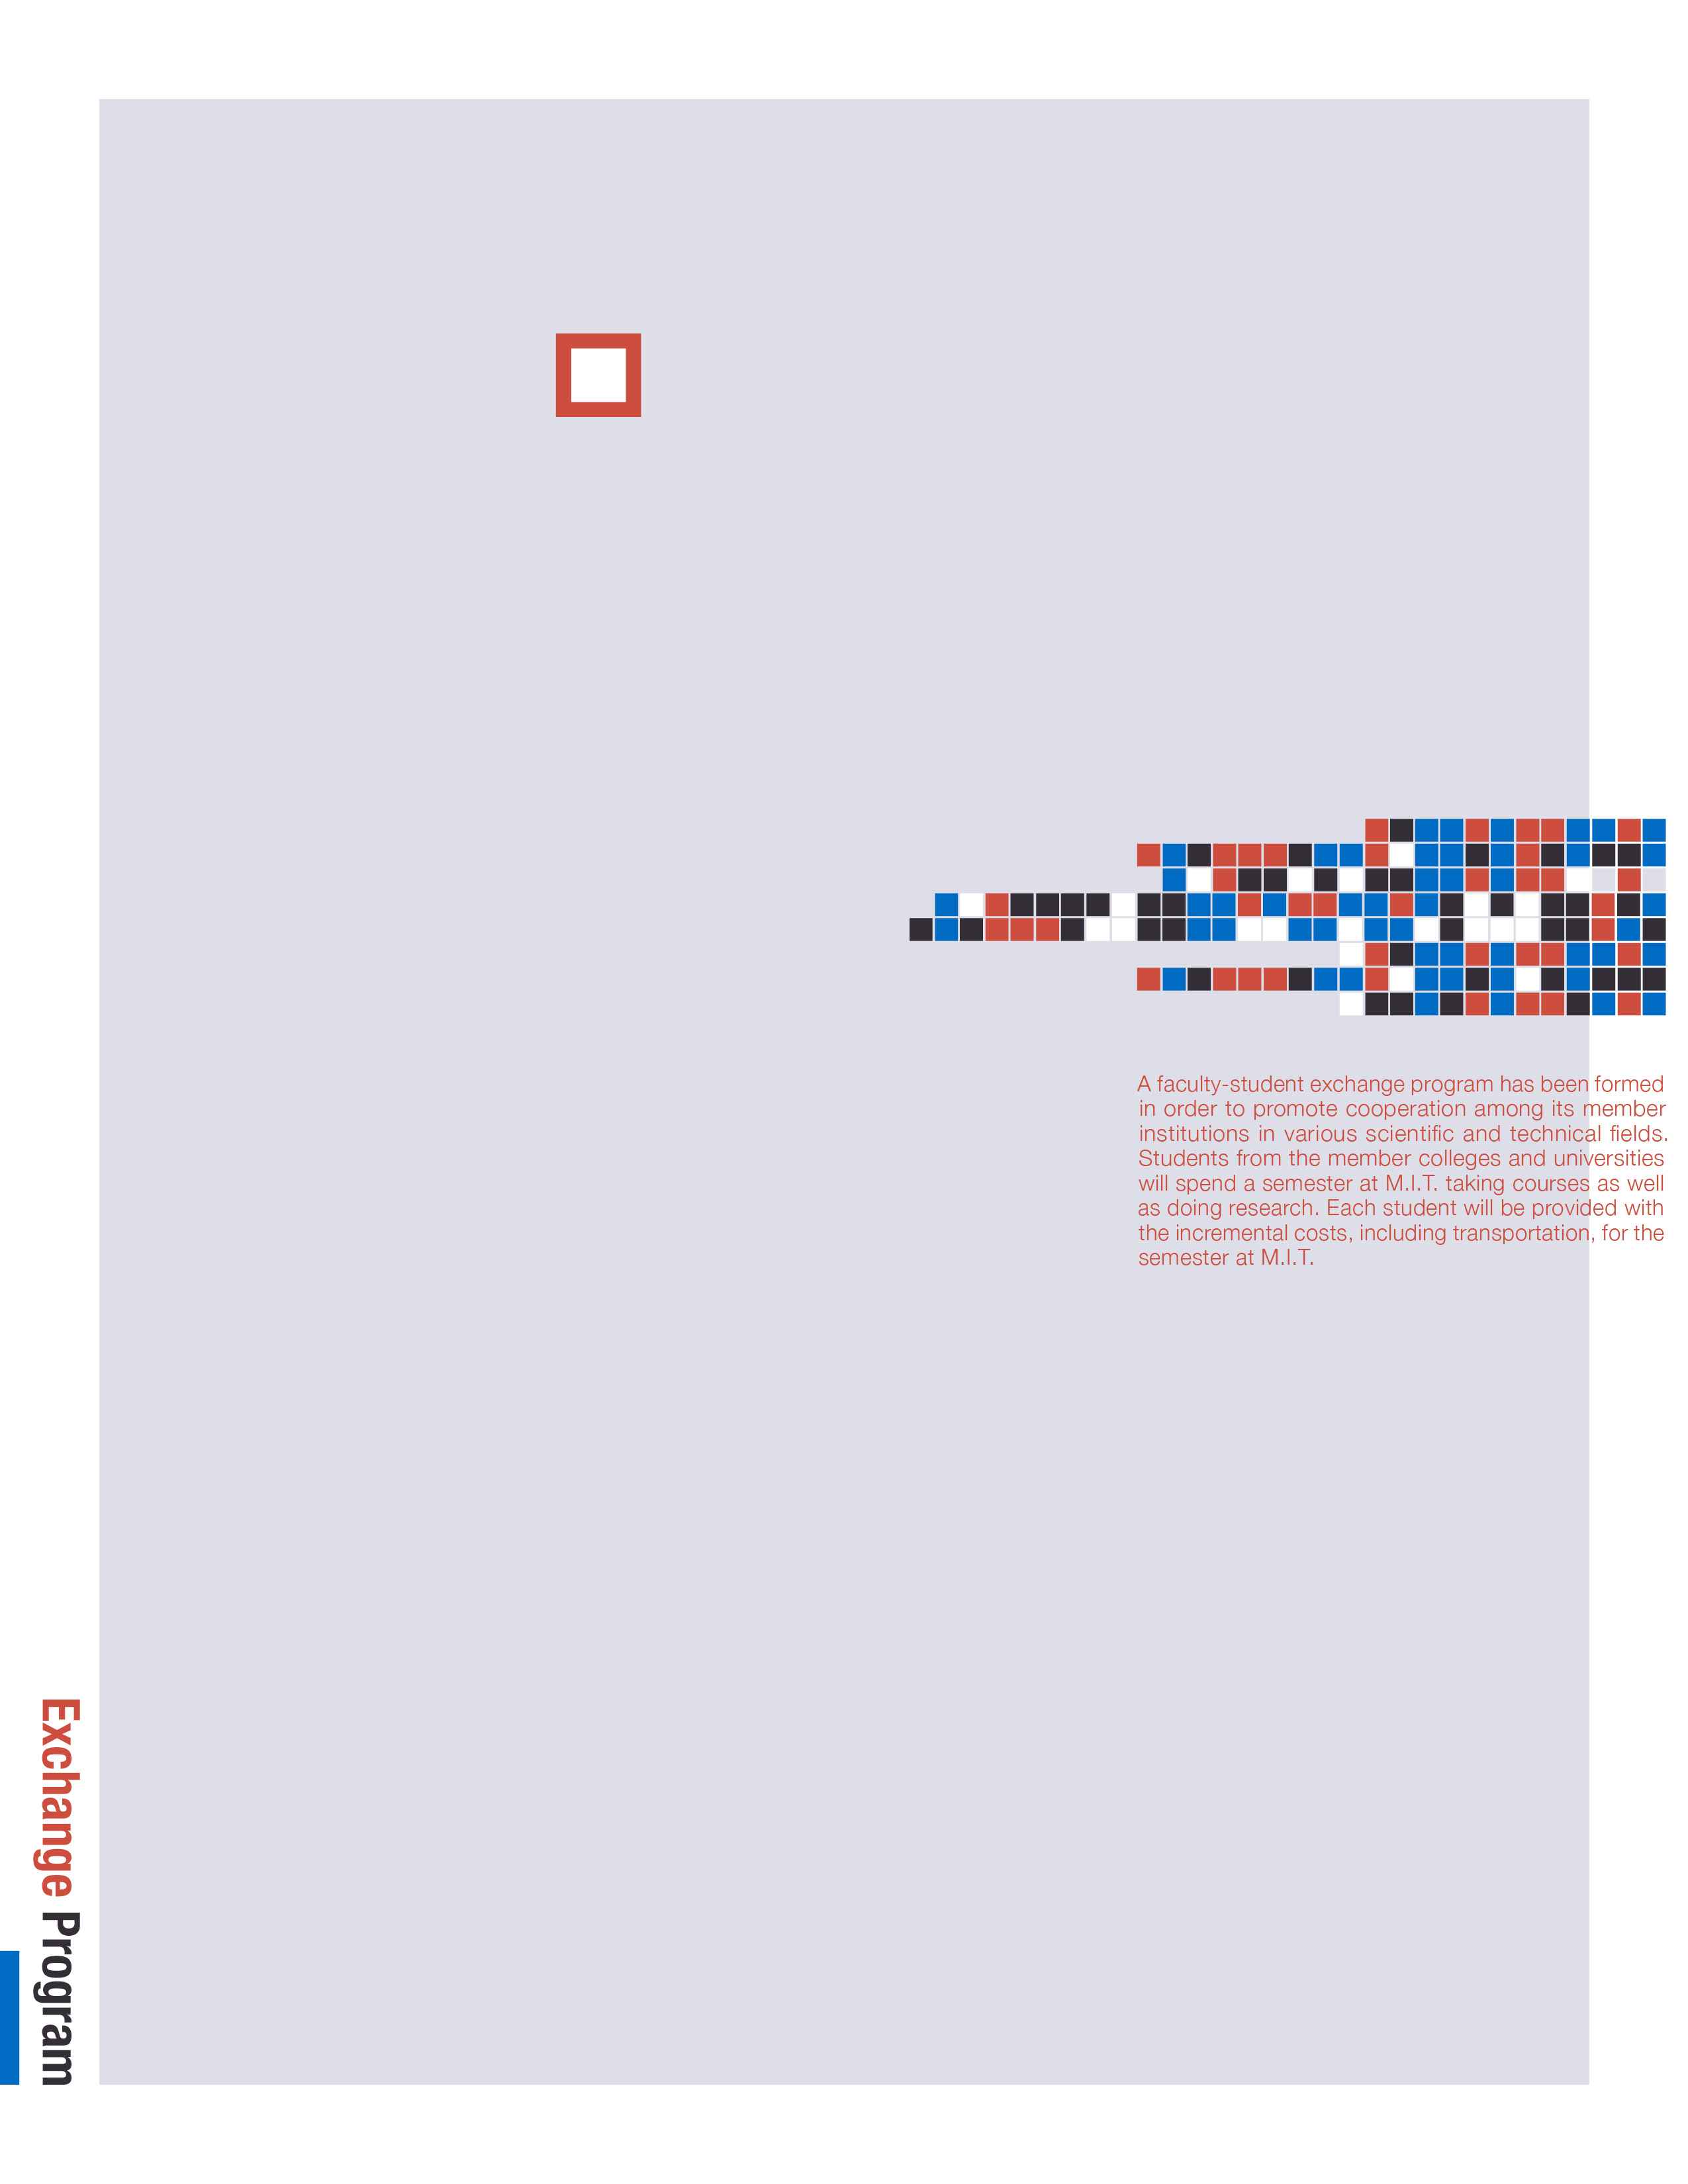 A faculty-student exchange program has been formed
in order to promote cooperation among its member
institutions in various scientific and technical fields.
Students from the member colleges and universities
will spend a semester at M.I.T. taking courses as well
as doing research. Each student will be provided with
the incremental costs, including transportation, for the
semester at M.I.T.
Exchange Program